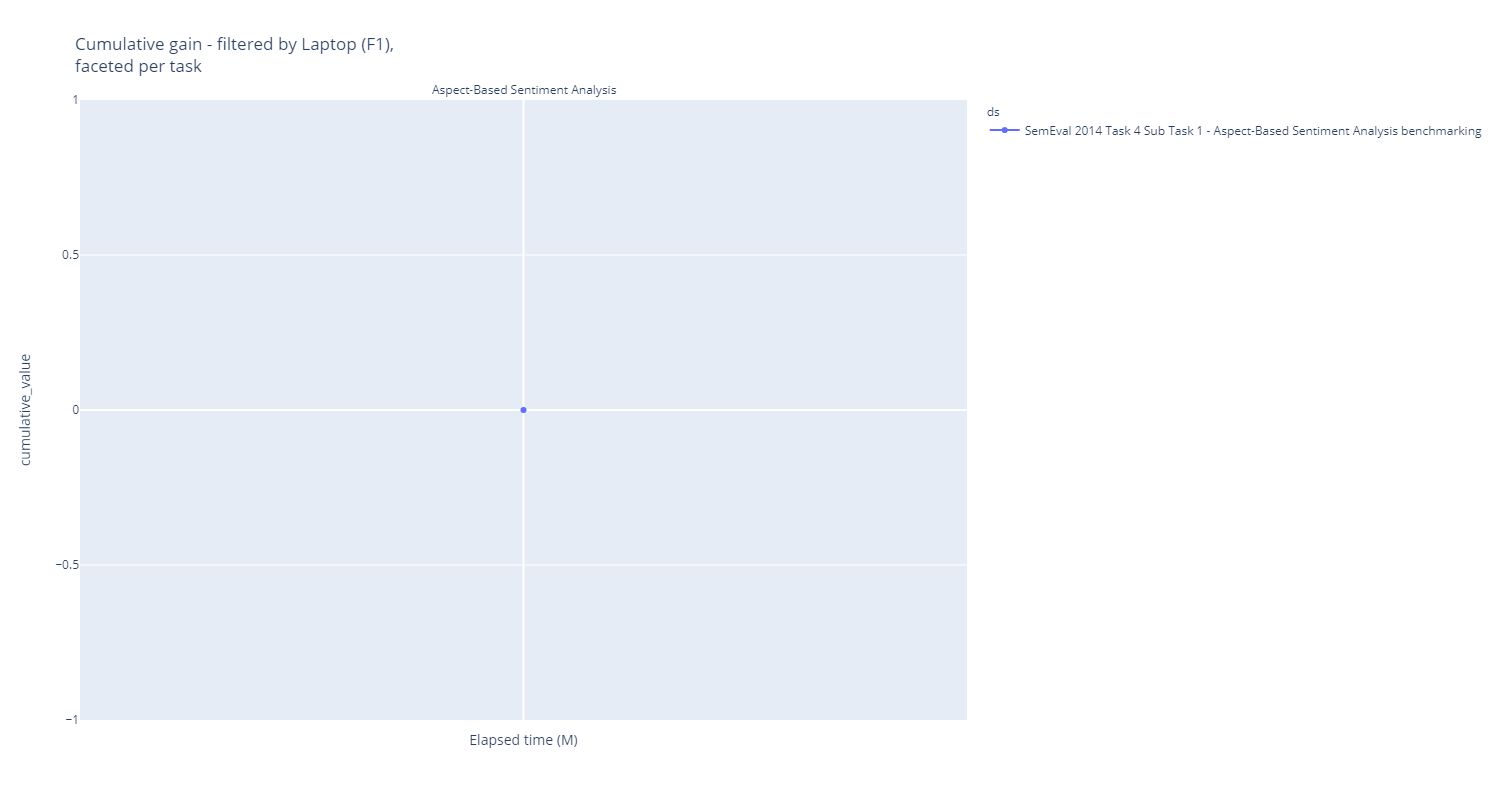 Cumulative gain - filtered by Laptop (F1),
faceted per task
Aspect-Based Sentiment Analysis
1
0.5
0
−0.5
−1
cumulative_value
Elapsed time (M)
ds
SemEval 2014 Task 4 Sub Task 1 - Aspect-Based Sentiment Analysis benchmarking